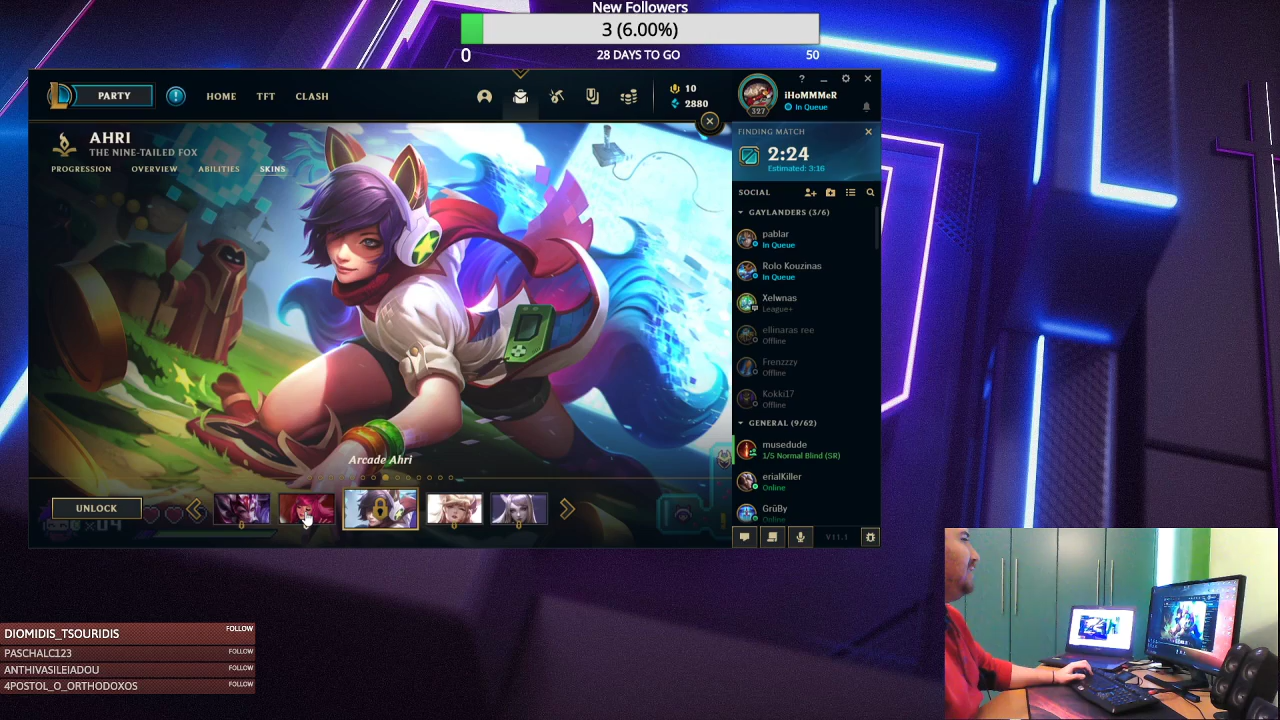 New Followers
3 (6.00%)
0
28 DAYS TO GO
50
PARTY
HOME
TFT
CLASH
10
2880
327
iHoMMMeR
In Queue
AHRI
THE NINE-TAILED FOX
PROGRESSION
OVERVIEW
ABILITIES
SKINS
FINDING MATCH
2:24
Estimated: 3:16
SOCIAL
GAYLANDERS (3/6)
pablar
In Queue
Rolo Kouzinas
In Queue
Xelwnas
League+
ellinaras ree
Offline
Frenzzzy
Offline
Kokki17
Offline
GENERAL (9/62)
musedude
1/5 Normal Blind (SR)
erialKiller
Online
GrüBy
Online
Arcade Ahri
UNLOCK
V11.1
DIOMIDIS_TSOURIDIS
FOLLOW
PASCHALC123
FOLLOW
ANTHIVASILEIADOU
FOLLOW
4POSTOL_O_ORTHODOXOS
FOLLOW